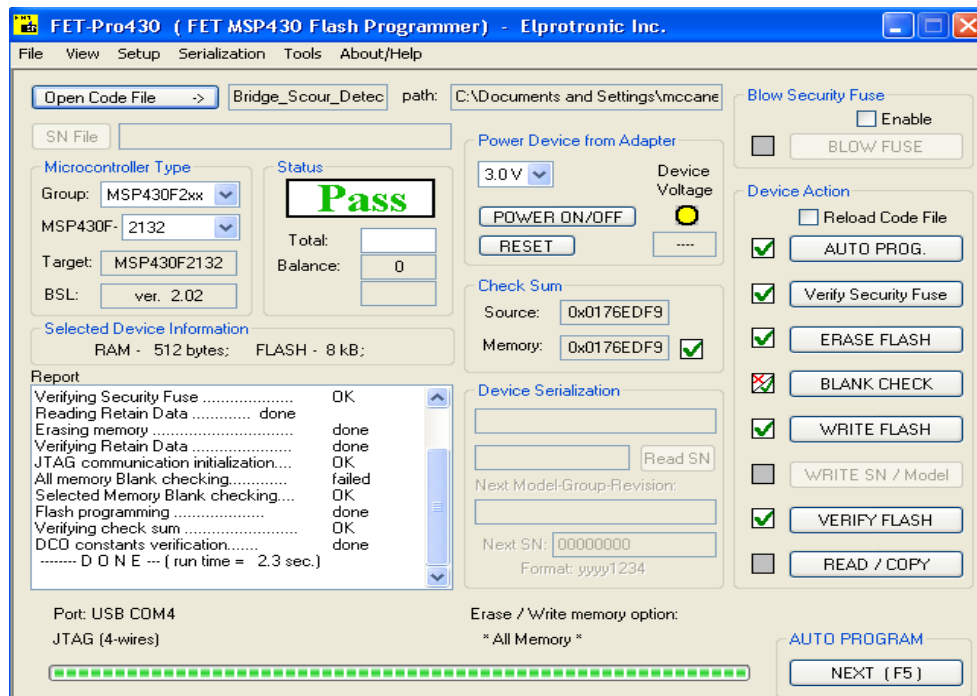 FET-Pro430 ( FET MSP430 Flash Programmer) - Elprotronic Inc.
File View Setup Serialization Tools About/Help
Open Code File -> Bridge_Scour_Detec path: C:\Documents and Settings\mccane
SN File
Microcontroller Type
Group: MSP430F2xx
MSP430F- 2132
Target: MSP430F2132
BSL: ver. 2.02
Status
Pass
Total:
Balance: 0
Selected Device Information
RAM - 512 bytes; FLASH - 8 kB;
Report
Verifying Security Fuse ................... OK
Reading Retain Data ............. done
Erasing memory ................................ done
Verifying Retain Data ........................ done
JTAG communication initialization.... OK
All memory Blank checking............. failed
Selected Memory Blank checking.... OK
Flash programming ........................... done
Verifying check sum .......................... OK
DCO constants verification....... done
-------- D O N E --- ( run time = 2.3 sec.)
Power Device from Adapter
3.0 V
Device
Voltage
POWER ON/OFF
RESET
----
Check Sum
Source: 0x0176EDF9
Memory: 0x0176EDF9
Device Serialization
Read SN
Next Model-Group-Revision:
Next SN: 00000000
Format: yyyy1234
Blow Security Fuse
Enable
BLOW FUSE
Device Action
Reload Code File
AUTO PROG.
Verify Security Fuse
ERASE FLASH
BLANK CHECK
WRITE FLASH
WRITE SN / Model
VERIFY FLASH
READ / COPY
Port: USB COM4
JTAG (4-wires)
Erase / Write memory option:
* All Memory *
AUTO PROGRAM
NEXT ( F5 )